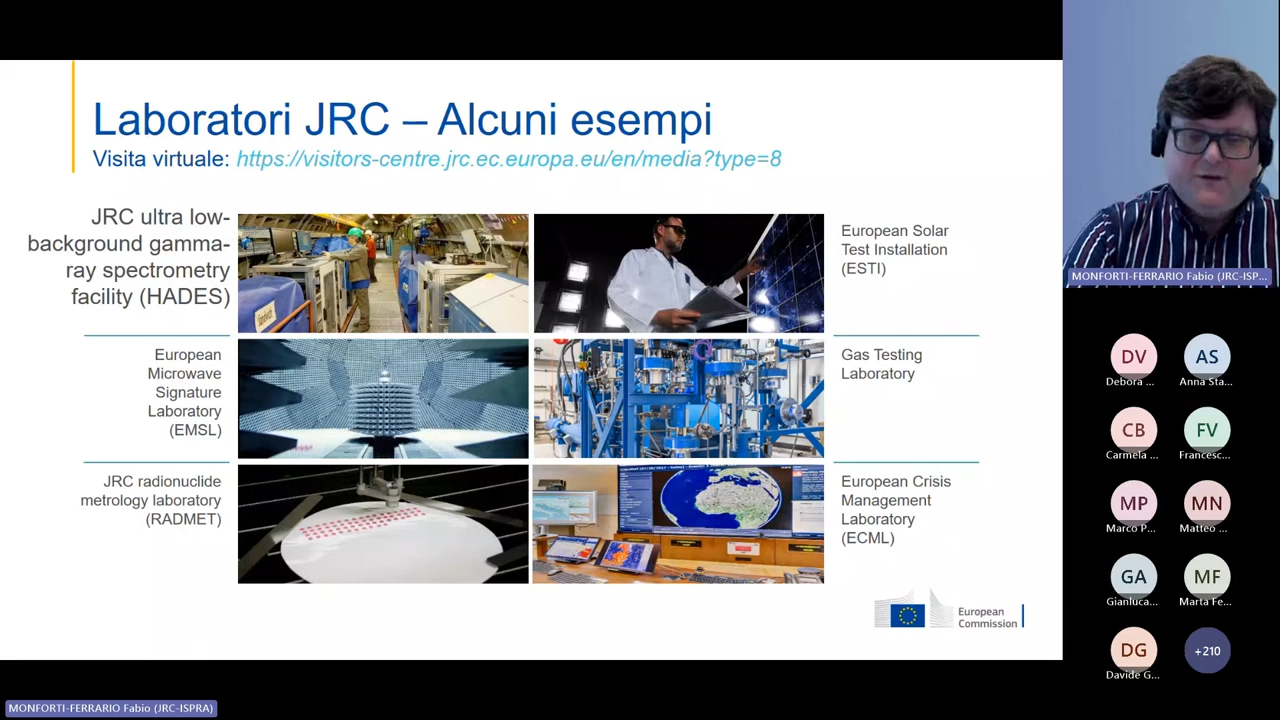 Laboratori JRC – Alcuni esempi
Visita virtuale: https://visitors-centre.jrc.ec.europa.eu/en/media?type=8
JRC ultra low-
background gamma-
ray spectrometry
facility (HADES)
European Solar
Test Installation
(ESTI)
European
Microwave
Signature
Laboratory
(EMSL)
Gas Testing
Laboratory
JRC radionuclide
metrology laboratory
(RADMET)
European Crisis
Management
Laboratory
(ECML)
European
Commission
MONFORTI-FERRARIO Fabio (JRC-ISP...
DV
Debora ...
AS
Anna Sta...
CB
Carmela ...
FV
Francesc...
MP
Marco P...
MN
Matteo ...
GA
Gianluca...
MF
Marta Fe...
DG
Davide G...
+210
MONFORTI-FERRARIO Fabio (JRC-ISPRA)